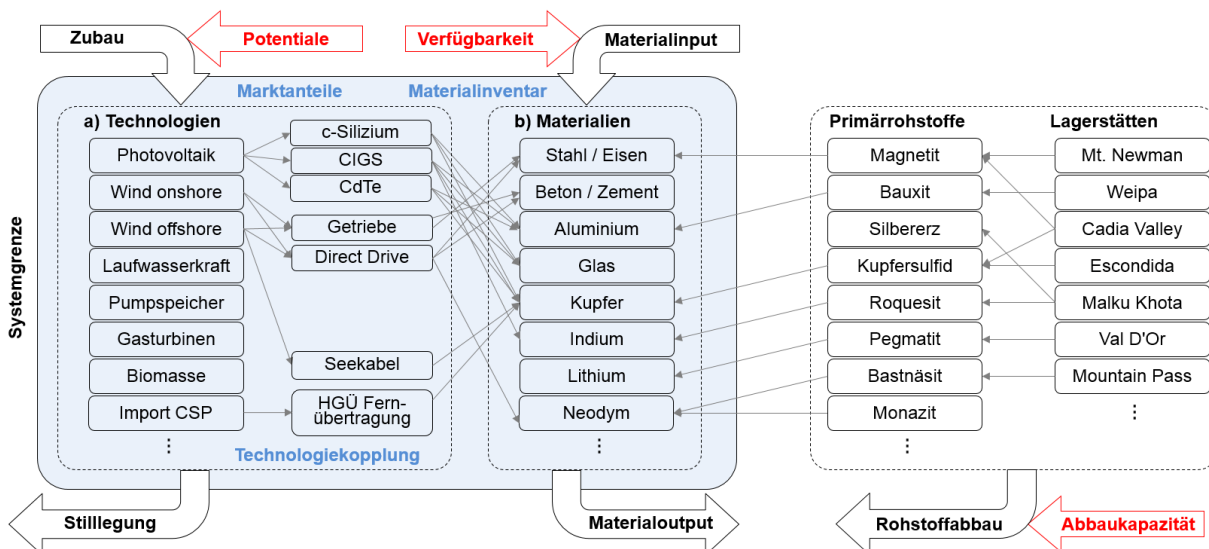 Zubau
Potentiale
Verfügbarkeit
Materialinput
Systemgrenze
Marktanteile
Materialinventar
a) Technologien
Photovoltaik
Wind onshore
Wind offshore
Laufwasserkraft
Pumpspeicher
Gasturbinen
Biomasse
Import CSP
⋮
c-Silizium
CIGS
CdTe
Getriebe
Direct Drive
Seekabel
HGÜ Fern-
übertragung
Technologiekopplung
b) Materialien
Stahl / Eisen
Beton / Zement
Aluminium
Glas
Kupfer
Indium
Lithium
Neodym
⋮
Primärrohstoffe
Magnetit
Bauxit
Silbererz
Kupfersulfid
Roquesit
Pegmatit
Bastnäsit
Monazit
⋮
Lagerstätten
Mt. Newman
Weipa
Cadia Valley
Escondida
Malku Khota
Val D'Or
Mountain Pass
⋮
Stilllegung
Materialoutput
Rohstoffabbau
Abbaukapazität